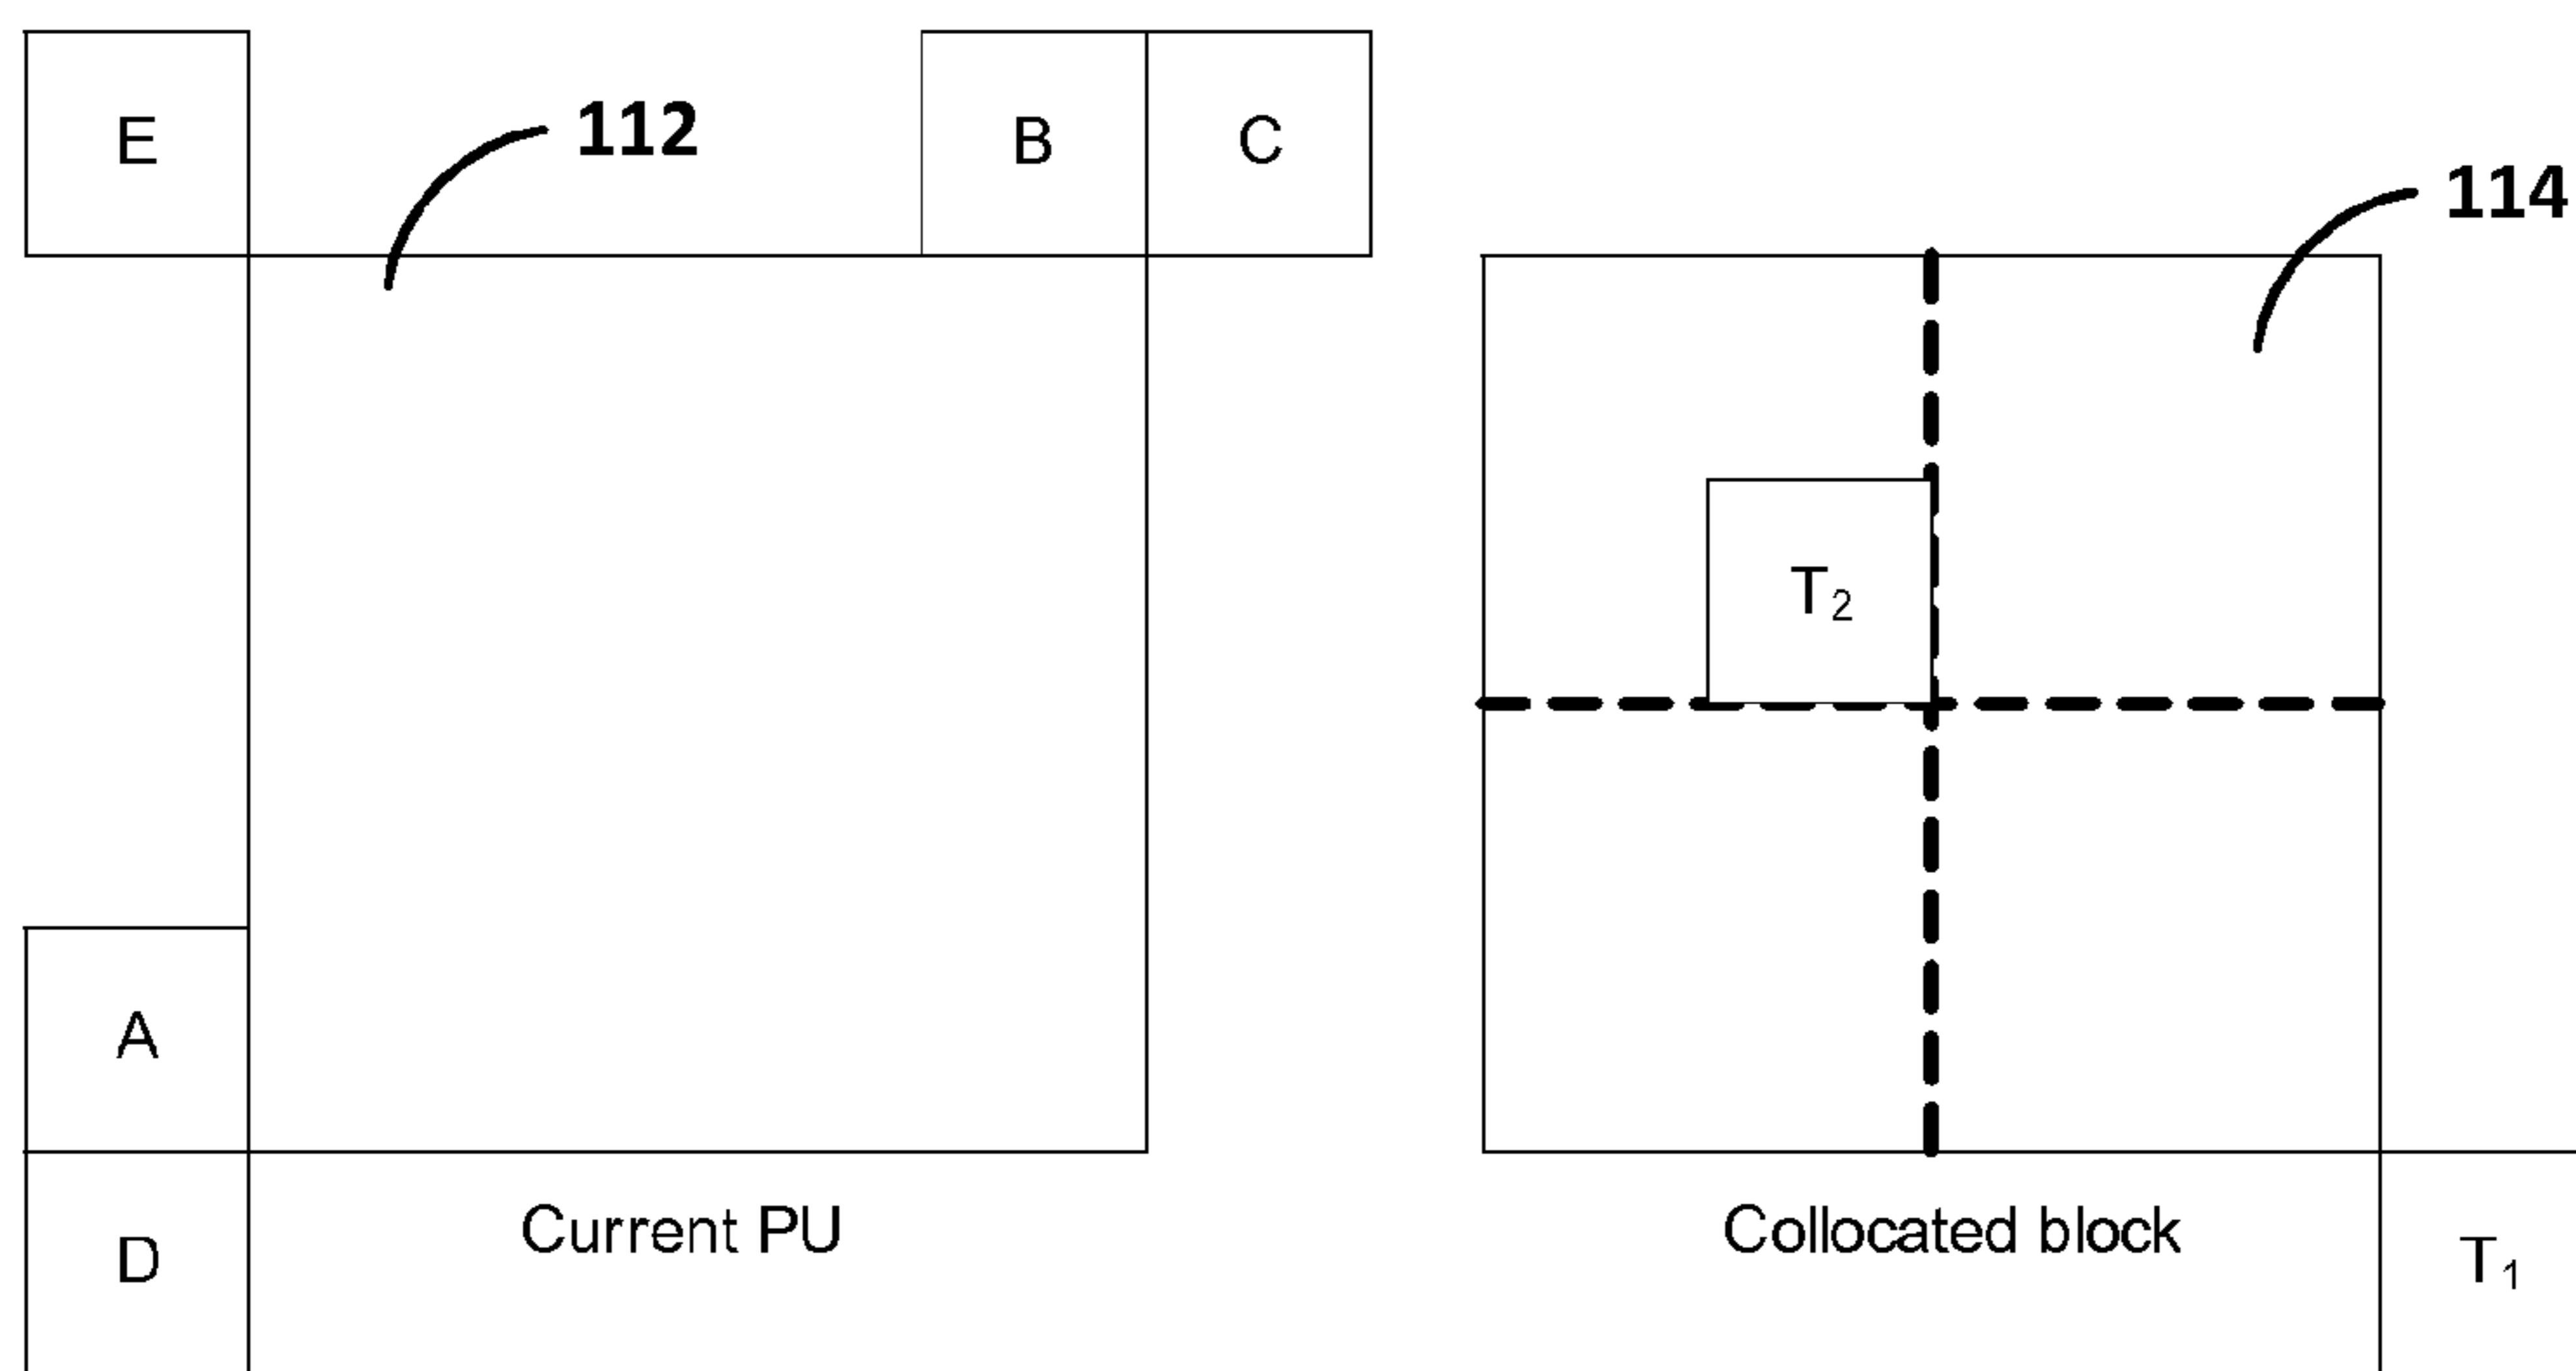 E
112
B
C
114
T₂
A
D
Current PU
Collocated block
T₁